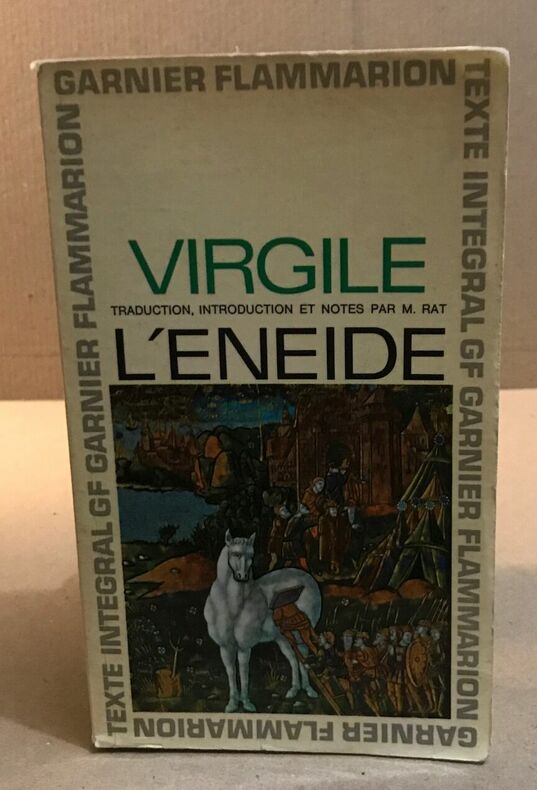 GARNIER FLAMMARION
TEXTE INTEGRAL GF GARNIER FLAMMARION
VIRGILE
TRADUCTION, INTRODUCTION ET NOTES PAR M. RAT
L'ENEIDE
TEXTE INTEGRAL GF GARNIER FLAMMARION
GARNIER FLAMMARION